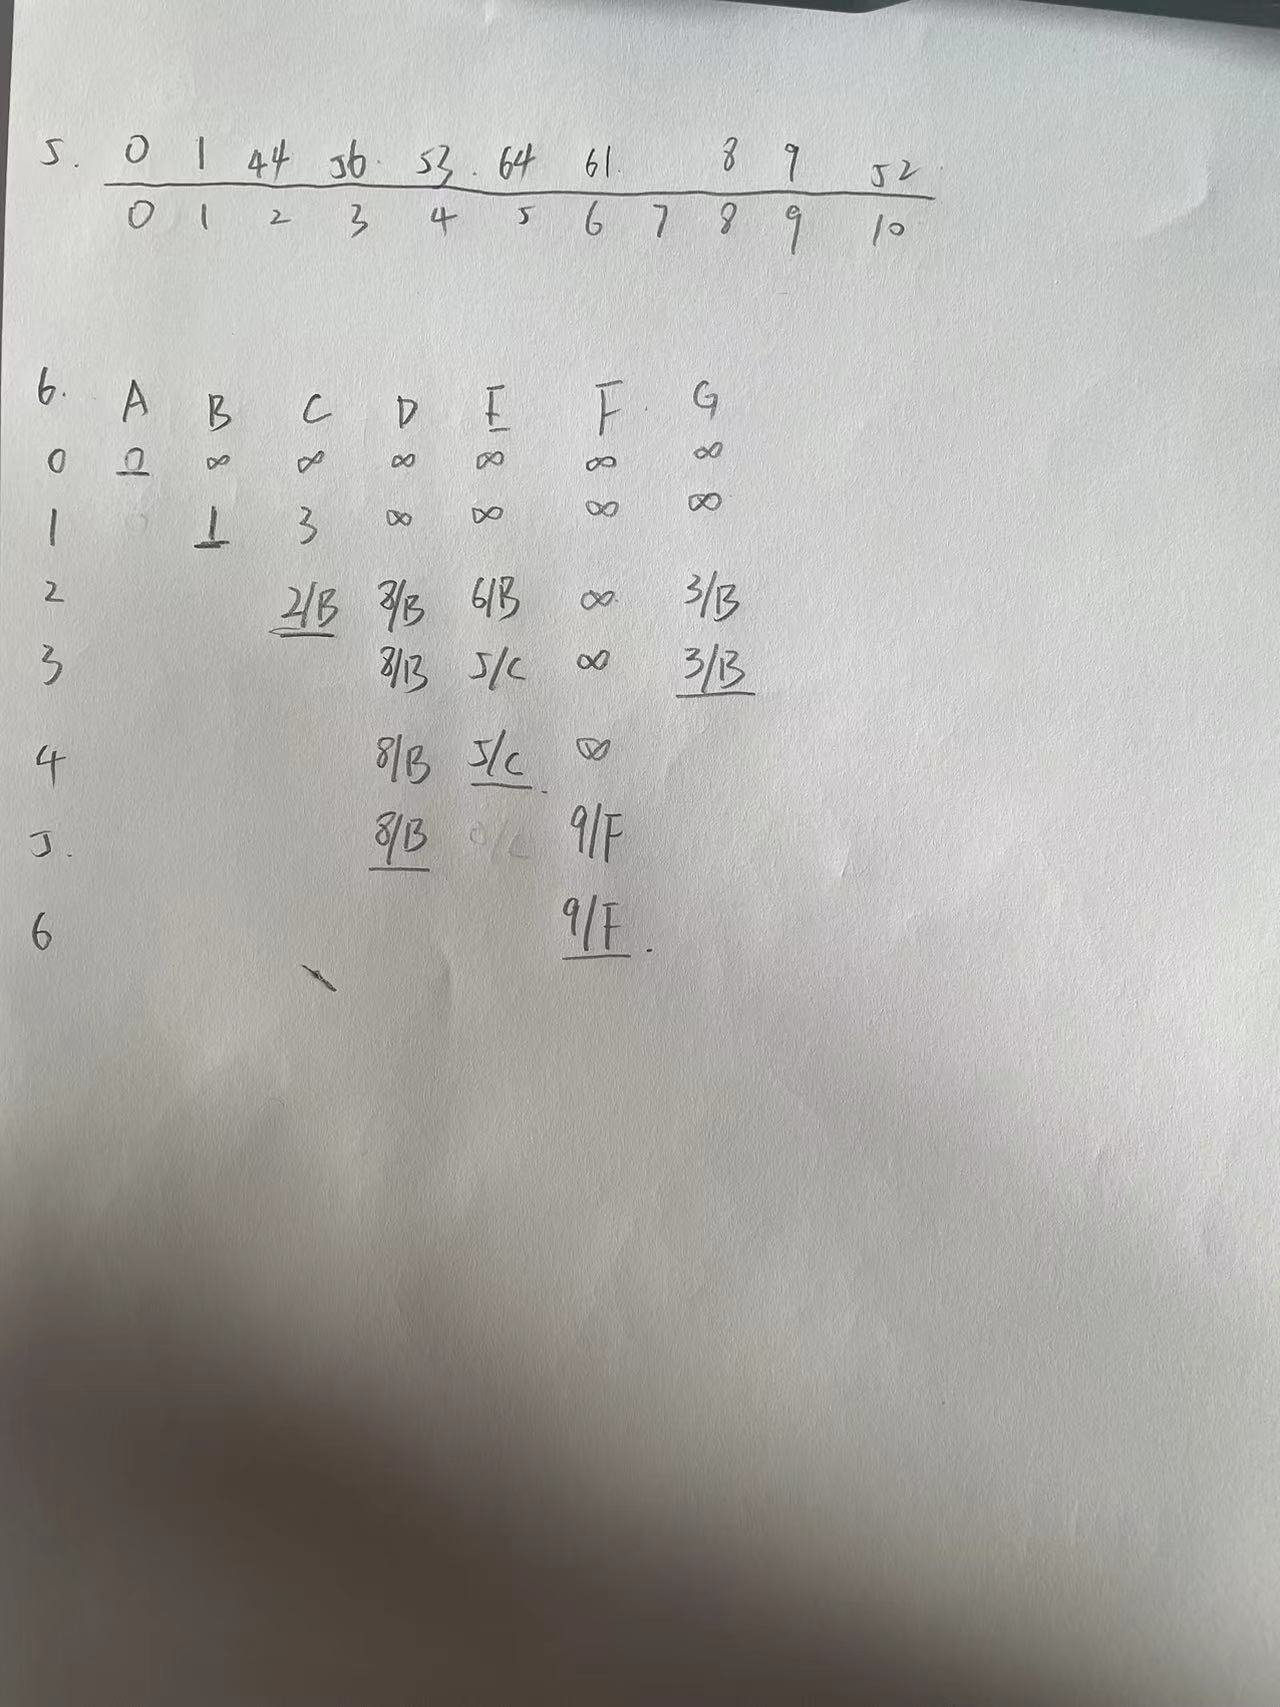 5. 0 1 44 56 53 64 61 8 9 52
0 1 2 3 4 5 6 7 8 9 10
6. A B C D E F G
0 0 ∞ ∞ ∞ ∞ ∞ ∞
1 1 3 ∞ ∞ ∞ ∞
2 2/B 8/B 6/B ∞ 3/B
3 8/B 5/C ∞ 3/B
4 8/B 5/C ∞
5. 8/B 9/F
6 9/F